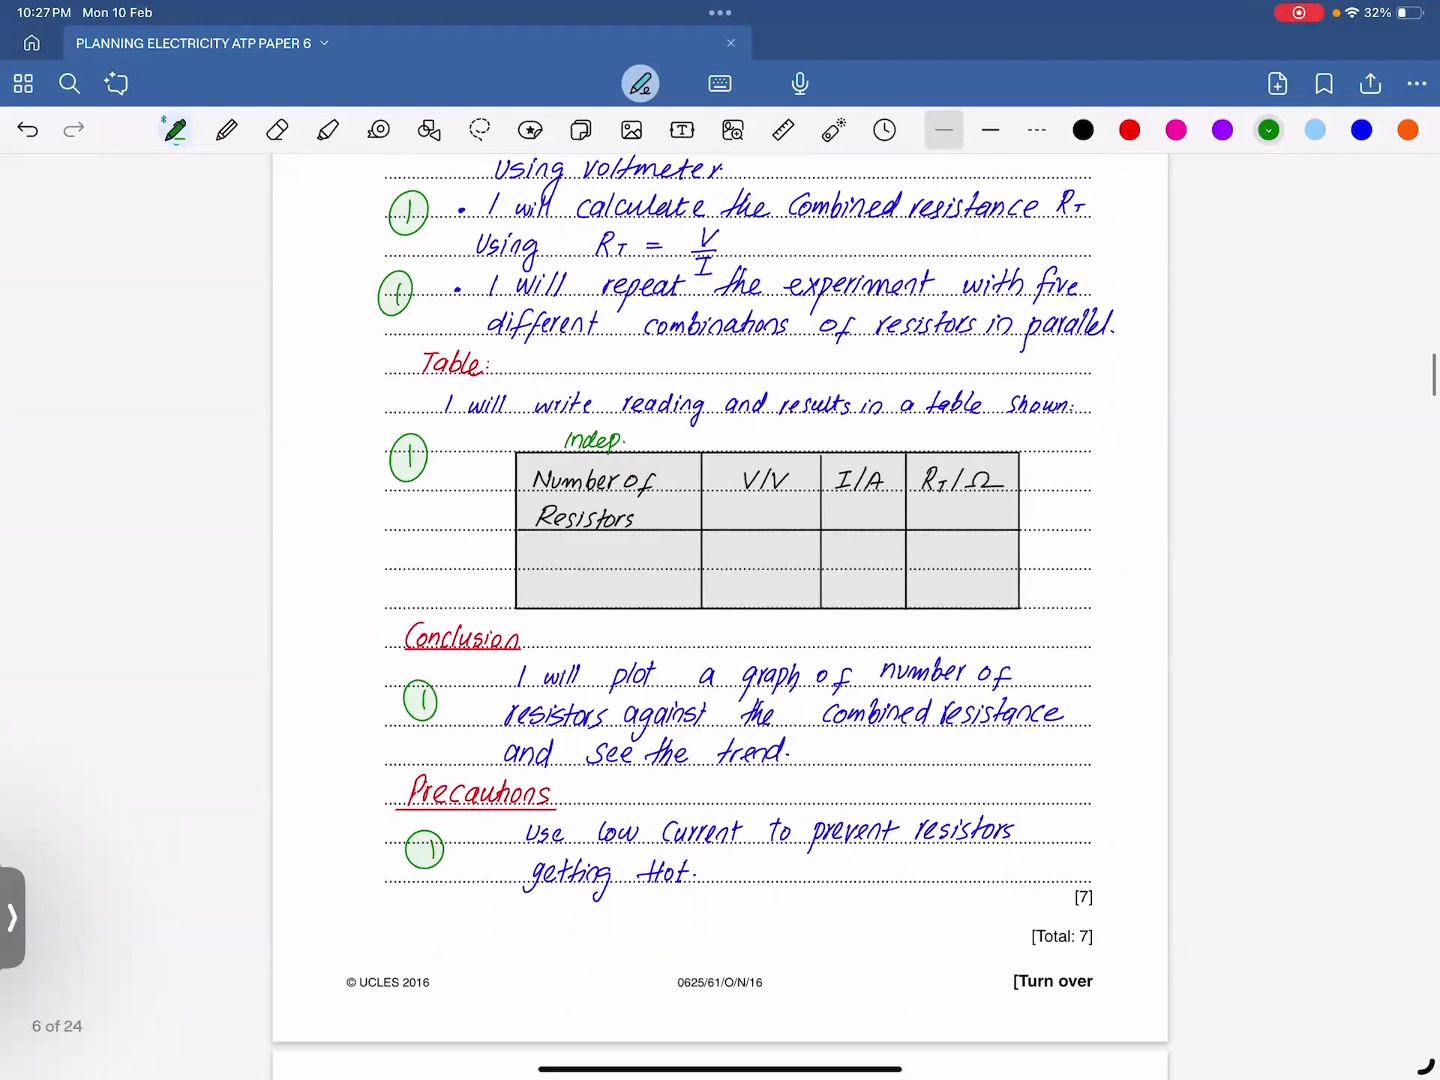 10:27 PM Mon 10 Feb
32%
PLANNING ELECTRICITY ATP PAPER 6
Using voltmeter
1 • I will calculate the combined resistance RT
Using RT = V/I
1 • I will repeat the experiment with five
different combinations of resistors in parallel.
Table:
I will write reading and results in a table shown:
1 indep.
Number of V/V I/A RT/Ω
Resistors
Conclusion
I will plot a graph of number of
1 resistors against the combined resistance
and see the trend.
Precautions
1 Use low current to prevent resistors
getting Hot.
[7]
[Total: 7]
© UCLES 2016 0625/61/O/N/16 [Turn over
6 of 24